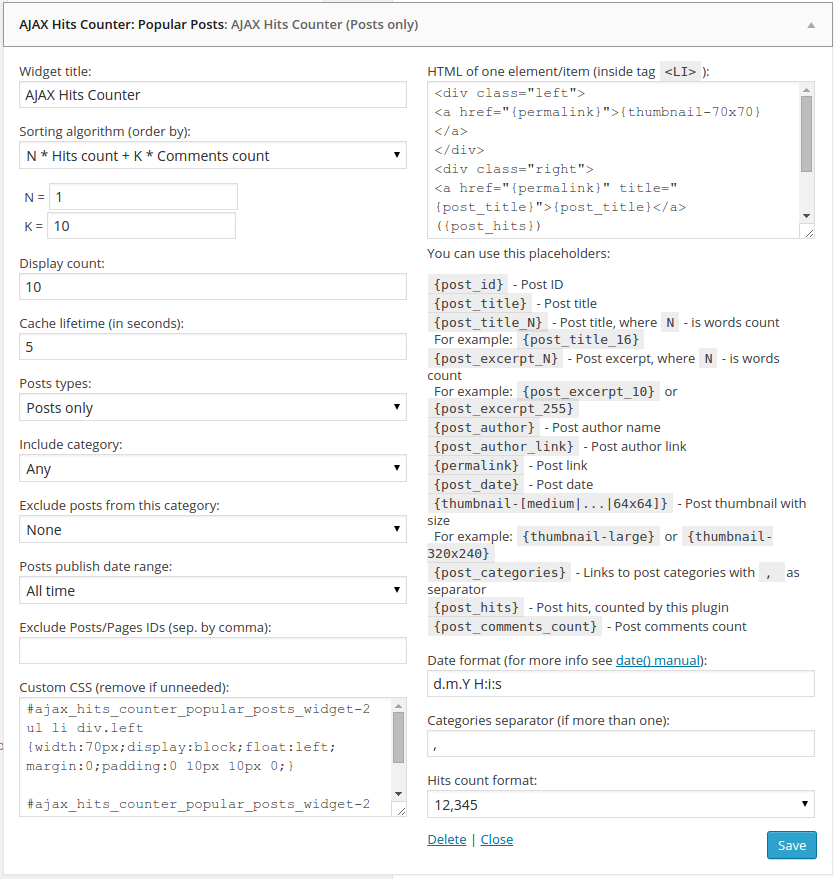 AJAX Hits Counter: Popular Posts: AJAX Hits Counter (Posts only)
Widget title:
AJAX Hits Counter
Sorting algorithm (order by):
N * Hits count + K * Comments count
N = 1
K = 10
Display count:
10
Cache lifetime (in seconds):
5
Posts types:
Posts only
Include category:
Any
Exclude posts from this category:
None
Posts publish date range:
All time
Exclude Posts/Pages IDs (sep. by comma):
Custom CSS (remove if unneeded):
#ajax_hits_counter_popular_posts_widget-2
ul li div.left
{width:70px;display:block;float:left;
margin:0;padding:0 10px 10px 0;}
#ajax_hits_counter_popular_posts_widget-2
HTML of one element/item (inside tag <LI> ):
<div class="left">
<a href="{permalink}">{thumbnail-70x70}
</a>
</div>
<div class="right">
<a href="{permalink}" title="
{post_title}">{post_title}</a>
({post_hits})
You can use this placeholders:
{post_id} - Post ID
{post_title} - Post title
{post_title_N} - Post title, where N - is words count
For example: {post_title_16}
{post_excerpt_N} - Post excerpt, where N - is words
count
For example: {post_excerpt_10} or
{post_excerpt_255}
{post_author} - Post author name
{post_author_link} - Post author link
{permalink} - Post link
{post_date} - Post date
{thumbnail-[medium|...|64x64]} - Post thumbnail with
size
For example: {thumbnail-large} or {thumbnail-
320x240}
{post_categories} - Links to post categories with , as
separator
{post_hits} - Post hits, counted by this plugin
{post_comments_count} - Post comments count
Date format (for more info see date() manual):
d.m.Y H:i:s
Categories separator (if more than one):
,
Hits count format:
12,345
Delete | Close
Save